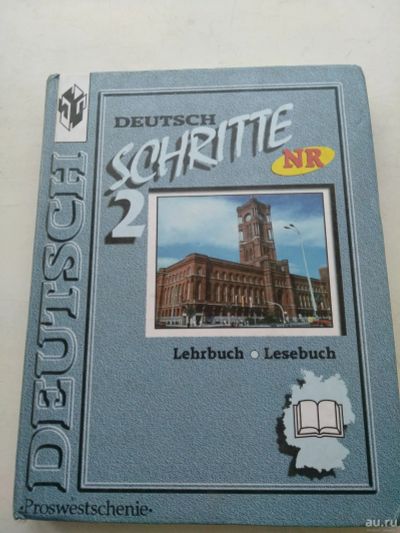 DEUTSCH
DEUTSCH
SCHRITTE
NR
2
Lehrbuch • Lesebuch
•Proswestschenie•
au.ru